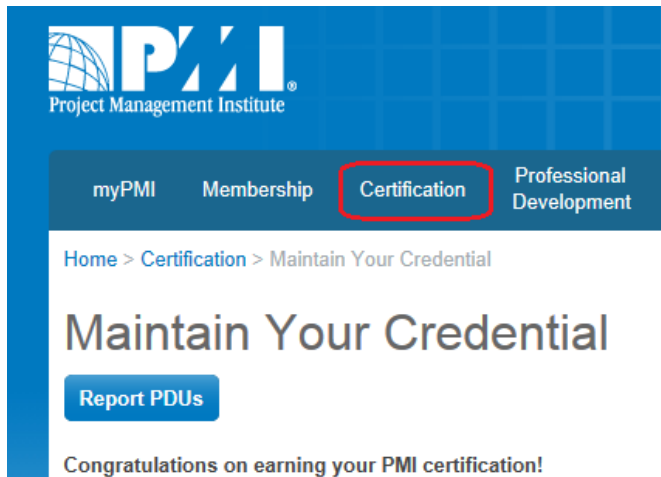 PMI®
Project Management Institute
myPMI Membership Certification Professional Development
Home > Certification > Maintain Your Credential
Maintain Your Credential
Report PDUs
Congratulations on earning your PMI certification!